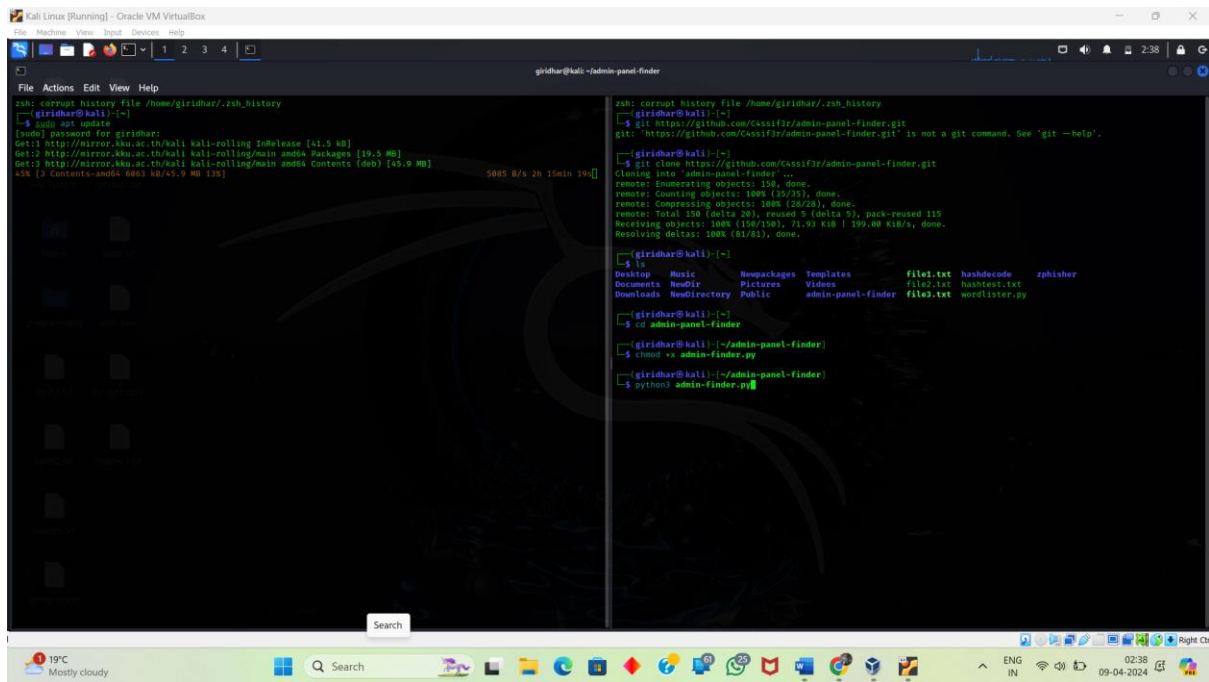 Kali Linux [Running] - Oracle VM VirtualBox
File Machine View Input Devices Help
1 2 3 4
2:38
giridhar@kali: ~/admin-panel-finder
File Actions Edit View Help
zsh: corrupt history file /home/giridhar/.zsh_history
(giridhar㉿kali)-[~]
$ sudo apt update
[sudo] password for giridhar:
Get:1 http://mirror.kku.ac.th/kali kali-rolling InRelease [41.5 kB]
Get:2 http://mirror.kku.ac.th/kali kali-rolling/main amd64 Packages [19.5 MB]
Get:3 http://mirror.kku.ac.th/kali kali-rolling/main amd64 Contents (deb) [45.9 MB]
45% [3 Contents-amd64 6063 kB/45.9 MB 13%] 5085 B/s 2h 15min 19s
zsh: corrupt history file /home/giridhar/.zsh_history
(giridhar㉿kali)-[~]
$ git https://github.com/C4ssif3r/admin-panel-finder.git
git: 'https://github.com/C4ssif3r/admin-panel-finder.git' is not a git command. See 'git --help'.
(giridhar㉿kali)-[~]
$ git clone https://github.com/C4ssif3r/admin-panel-finder.git
Cloning into 'admin-panel-finder'...
remote: Enumerating objects: 150, done.
remote: Counting objects: 100% (35/35), done.
remote: Compressing objects: 100% (28/28), done.
remote: Total 150 (delta 20), reused 5 (delta 5), pack-reused 115
Receiving objects: 100% (150/150), 71.93 KiB | 199.00 KiB/s, done.
Resolving deltas: 100% (81/81), done.
(giridhar㉿kali)-[~]
$ ls
Desktop Music Newpackages Templates file1.txt hashdecode zphisher
Documents NewDir Pictures Videos file2.txt hashtest.txt
Downloads NewDirectory Public admin-panel-finder file3.txt wordlister.py
(giridhar㉿kali)-[~]
$ cd admin-panel-finder
(giridhar㉿kali)-[~/admin-panel-finder]
$ chmod +x admin-finder.py
(giridhar㉿kali)-[~/admin-panel-finder]
$ python3 admin-finder.py
Search
Right Ctr
1
19°C
Mostly cloudy
Search
61
25
ENG
IN
02:38
09-04-2024
PRE